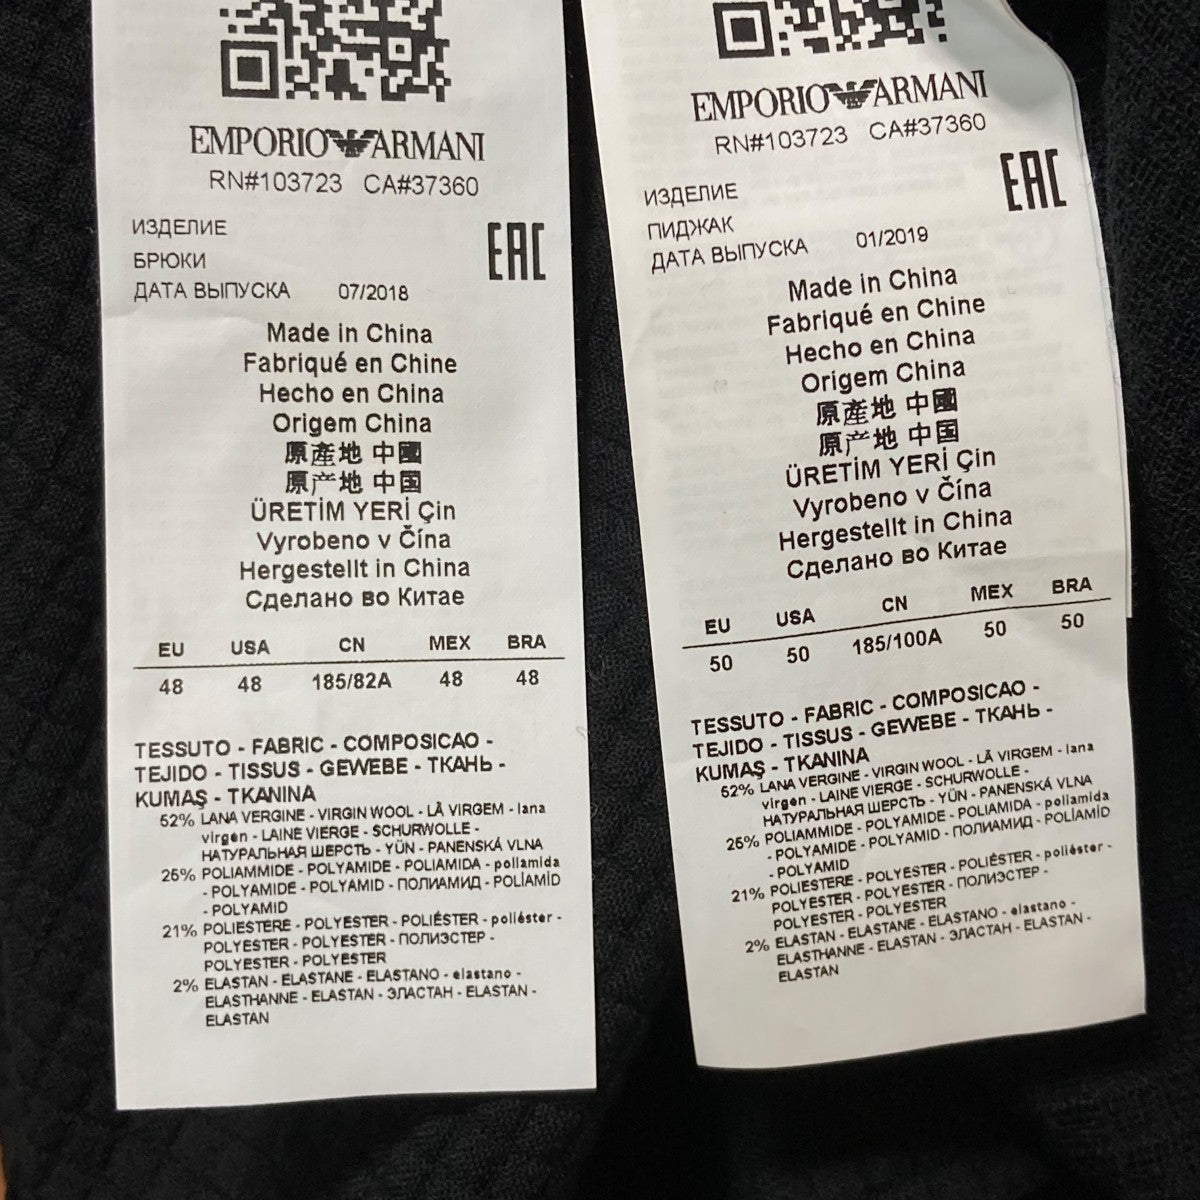 EMPORIO ARMANI
RN#103723 CA#37360
ИЗДЕЛИЕ
БРЮКИ
ДАТА ВЫПУСКА 07/2018
EAC
Made in China
Fabriqué en Chine
Hecho en China
Origem China
原產地 中國
原产地 中国
ÜRETİM YERİ Çin
Vyrobeno v Čína
Hergestellt in China
Сделано во Китае
EU USA CN MEX BRA
48 48 185/82A 48 48
TESSUTO - FABRIC - COMPOSICAO -
TEJIDO - TISSUS - GEWEBE - ТКАНЬ -
KUMAŞ - TKANINA
52% LANA VERGINE - VIRGIN WOOL - LÃ VIRGEM - lana
virgen - LAINE VIERGE - SCHURWOLLE -
НАТУРАЛЬНАЯ ШЕРСТЬ - YÜN - PANENSKÁ VLNA
25% POLIAMMIDE - POLYAMIDE - POLIAMIDA - poliamida
- POLYAMIDE - POLYAMID - ПОЛИАМИД - POLİAMİD
- POLYAMID
21% POLIESTERE - POLYESTER - POLIÉSTER - poliéster -
POLYESTER - POLYESTER - ПОЛИЭСТЕР -
POLYESTER - POLYESTER
2% ELASTAN - ELASTANE - ELASTANO - elastano -
ELASTHANNE - ELASTAN - ЭЛАСТАН - ELASTAN -
ELASTAN
EMPORIO ARMANI
RN#103723 CA#37360
ИЗДЕЛИЕ
ПИДЖАК
ДАТА ВЫПУСКА 01/2019
EAC
Made in China
Fabriqué en Chine
Hecho en China
Origem China
原產地 中國
原产地 中国
ÜRETİM YERİ Çin
Vyrobeno v Čína
Hergestellt in China
Сделано во Китае
EU USA CN MEX BRA
50 50 185/100A 50 50
TESSUTO - FABRIC - COMPOSICAO -
TEJIDO - TISSUS - GEWEBE - ТКАНЬ -
KUMAŞ - TKANINA
52% LANA VERGINE - VIRGIN WOOL - LÃ VIRGEM - lana
virgen - LAINE VIERGE - SCHURWOLLE -
НАТУРАЛЬНАЯ ШЕРСТЬ - YÜN - PANENSKÁ VLNA
25% POLIAMMIDE - POLYAMIDE - POLIAMIDA - poliamida
- POLYAMIDE - POLYAMID - ПОЛИАМИД - POLİAMİD
- POLYAMID
21% POLIESTERE - POLYESTER - POLIÉSTER - poliéster -
POLYESTER - POLYESTER - ПОЛИЭСТЕР -
POLYESTER - POLYESTER
2% ELASTAN - ELASTANE - ELASTANO - elastano -
ELASTHANNE - ELASTAN - ЭЛАСТАН - ELASTAN -
ELASTAN